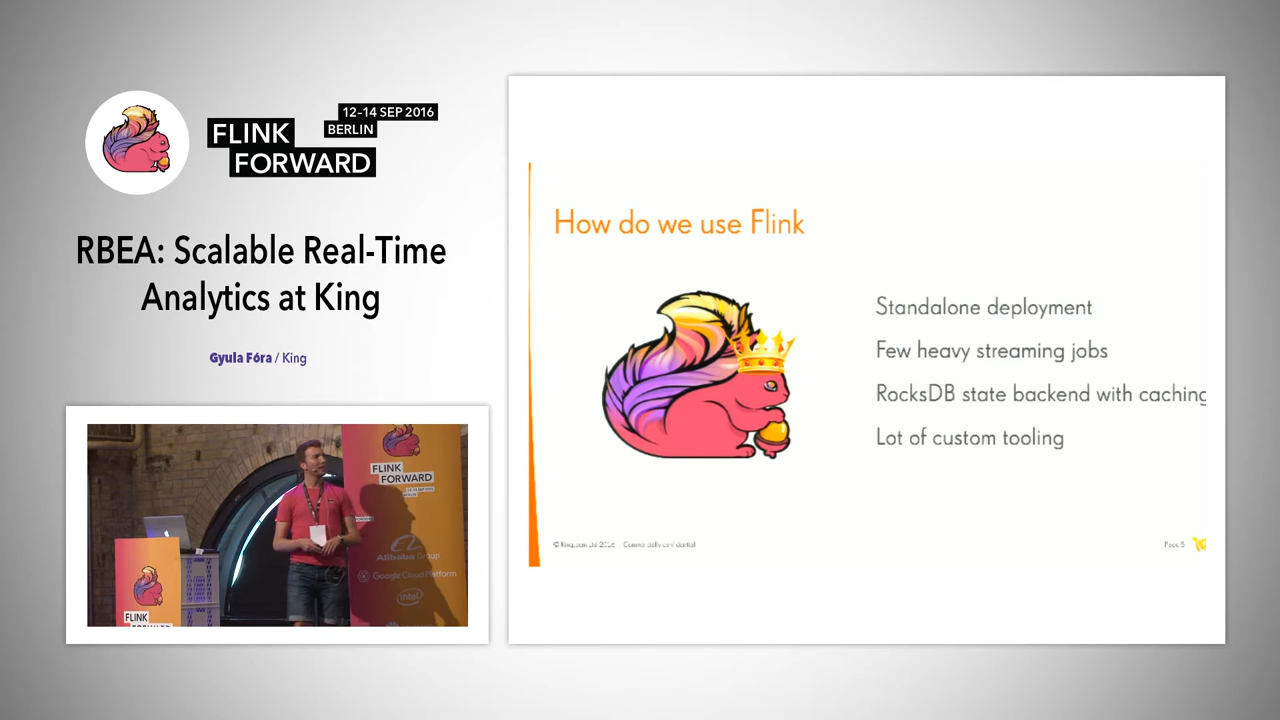 12–14 SEP 2016
BERLIN
FLINK
FORWARD
RBEA: Scalable Real-Time
Analytics at King
Gyula Fóra / King
How do we use Flink
Standalone deployment
Few heavy streaming jobs
RocksDB state backend with caching
Lot of custom tooling
Page 5
FLINK
FORWARD
Alibaba Group
Google Cloud Platform
intel
FLINK